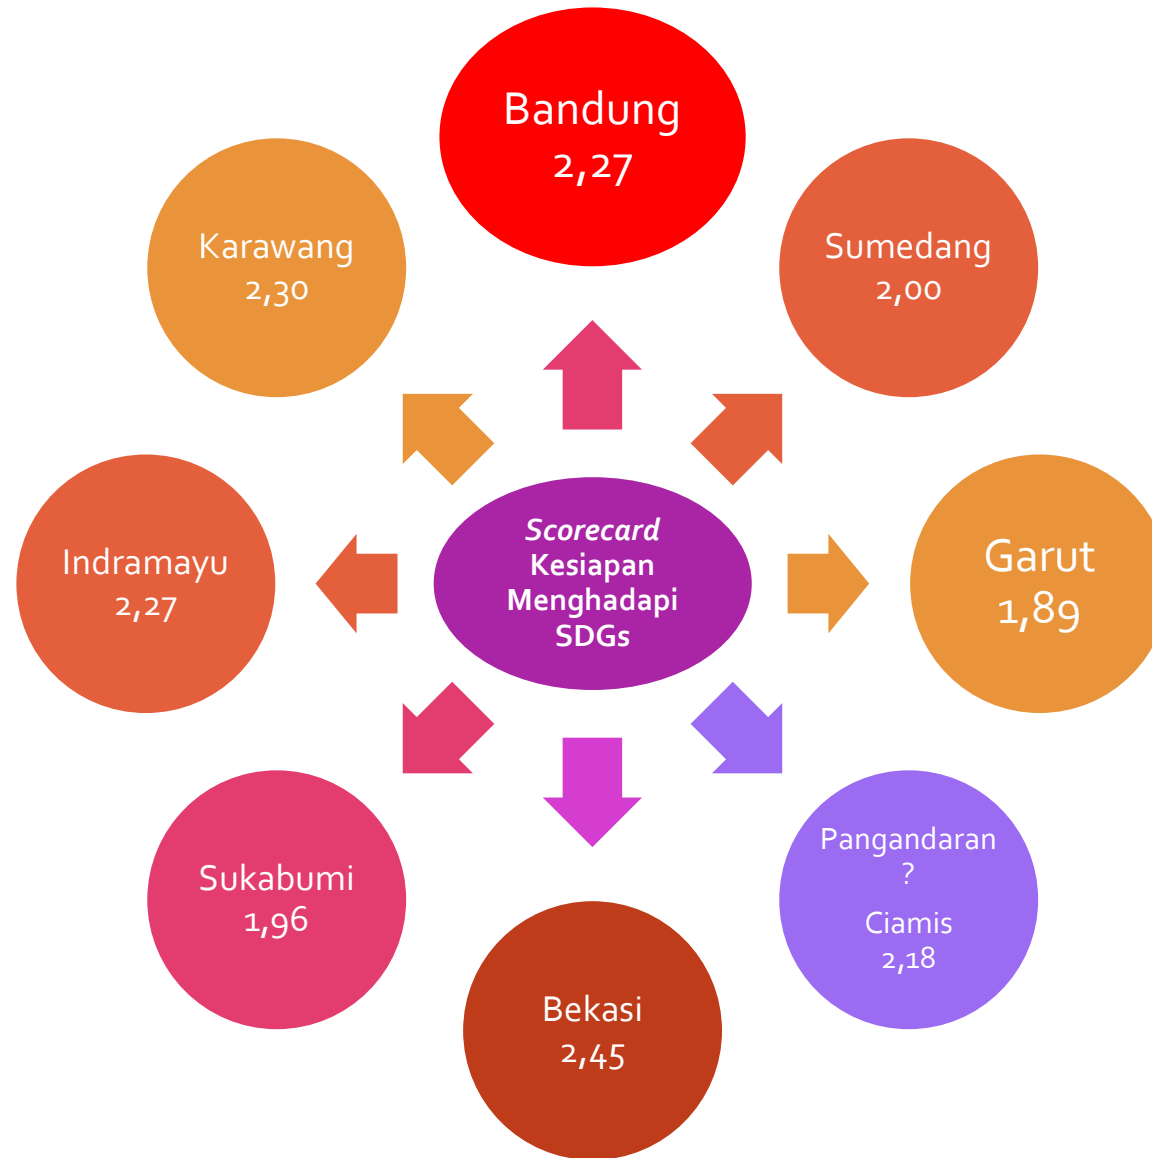 Bandung
2,27
Sumedang
2,00
Garut
1,89
Pangandaran
?
Ciamis
2,18
Bekasi
2,45
Sukabumi
1,96
Indramayu
2,27
Karawang
2,30
Scorecard
Kesiapan
Menghadapi
SDGs